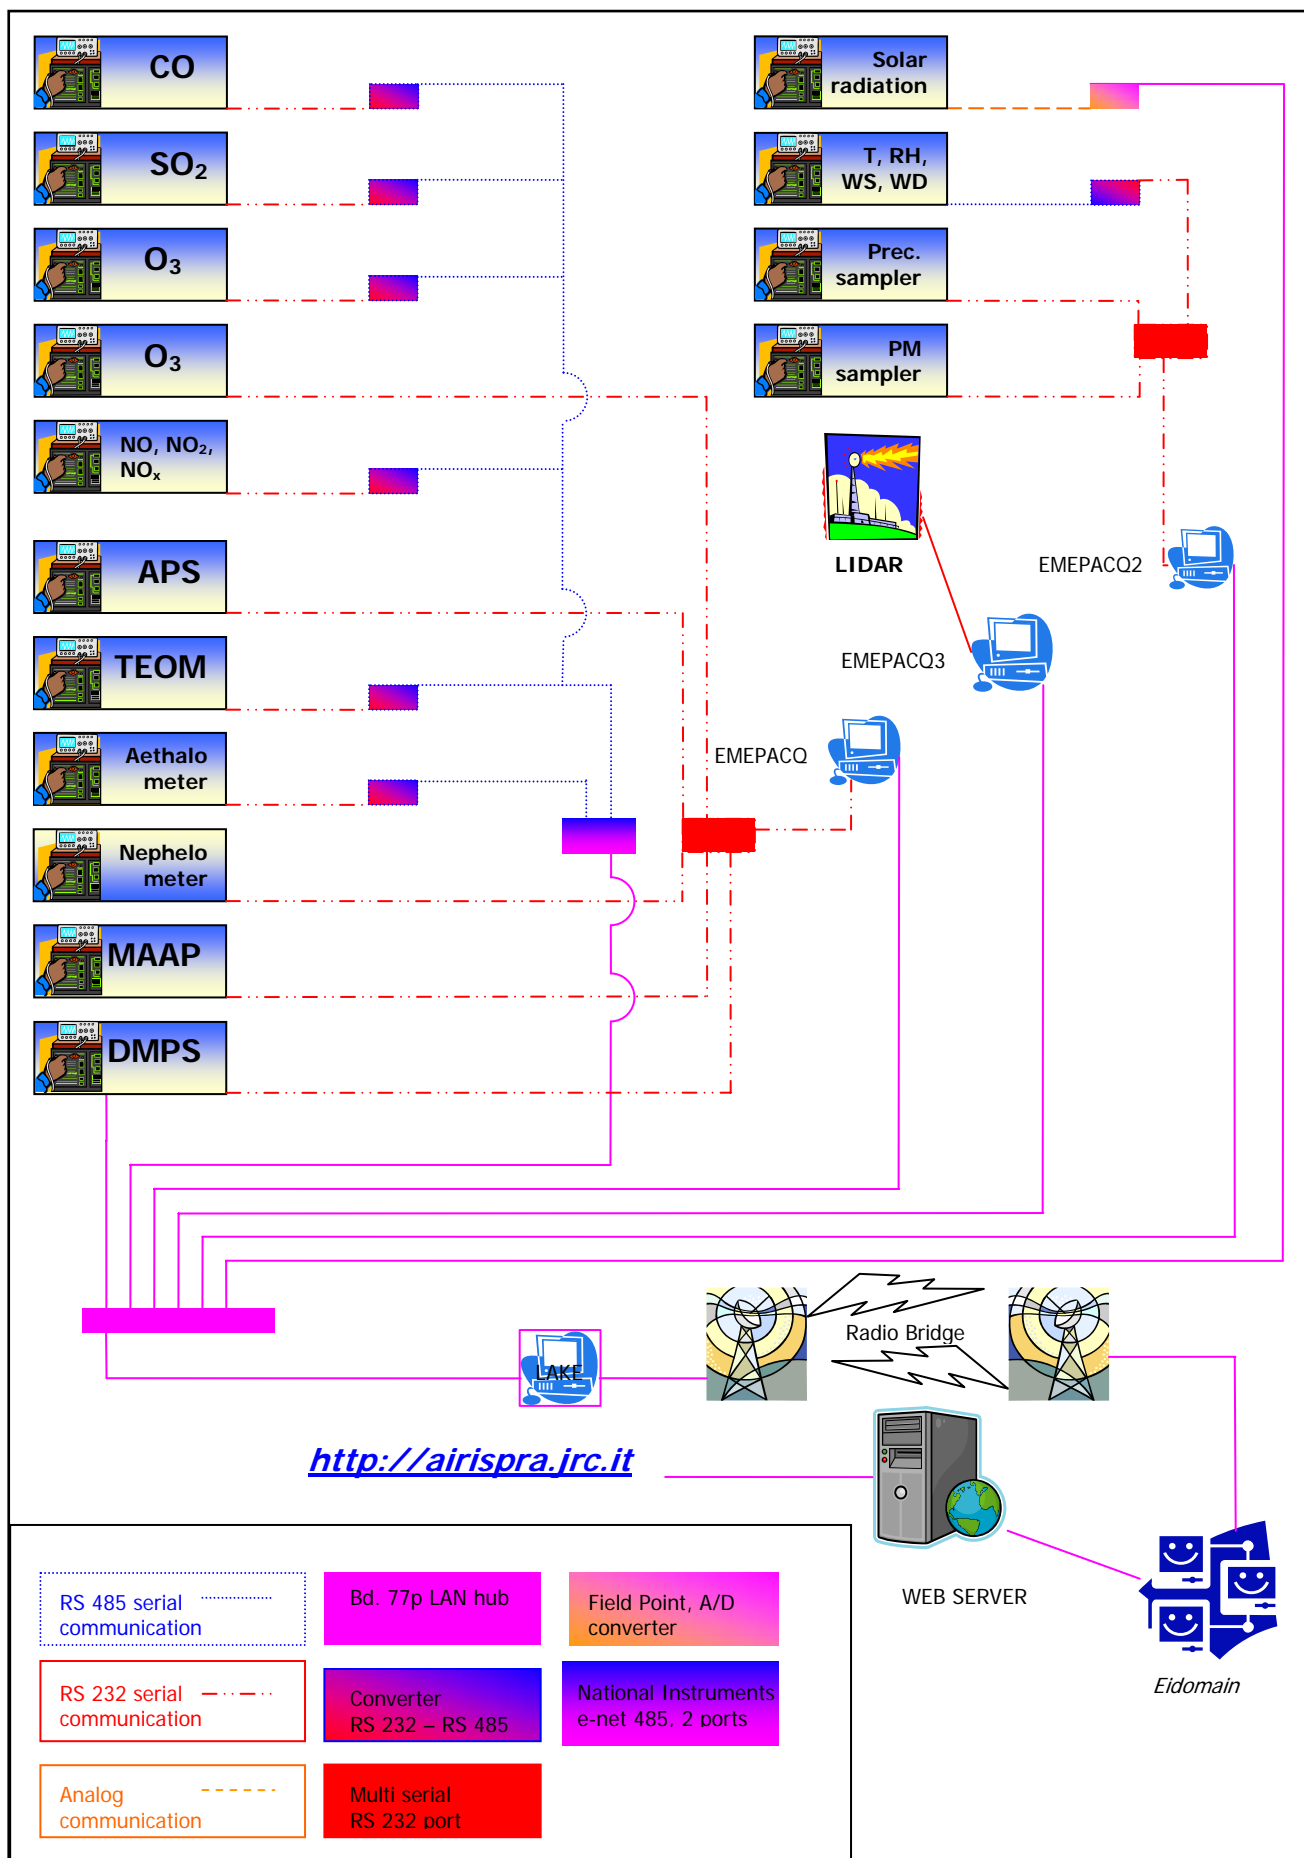 CO
SO2
O3
O3
NO, NO2,
NOx
APS
TEOM
Aethalo
meter
Nephelo
meter
MAAP
DMPS
Solar
radiation
T, RH,
WS, WD
Prec.
sampler
PM
sampler
LIDAR
EMEPACQ2
EMEPACQ3
EMEPACQ
Radio Bridge
LAKE
http://airispra.jrc.it
WEB SERVER
Eidomain
RS 485 serial
communication
Bd. 77p LAN hub
Field Point, A/D
converter
RS 232 serial
communication
Converter
RS 232 – RS 485
National Instruments
e-net 485, 2 ports
Analog
communication
Multi serial
RS 232 port